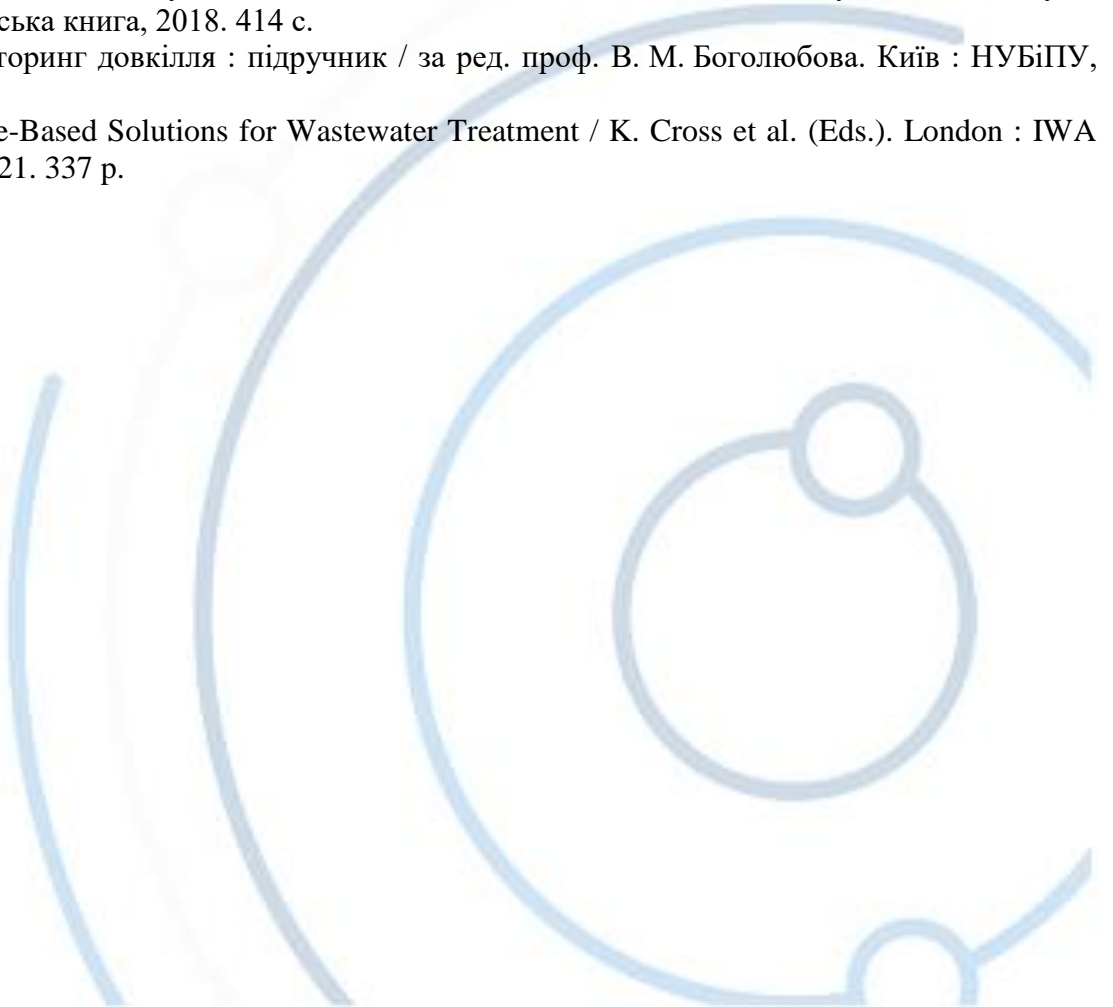 ська книга, 2018. 414 с.
торинг довкілля : підручник / за ред. проф. В. М. Боголюбова. Київ : НУБіПУ,
e-Based Solutions for Wastewater Treatment / K. Cross et al. (Eds.). London : IWA
21. 337 p.